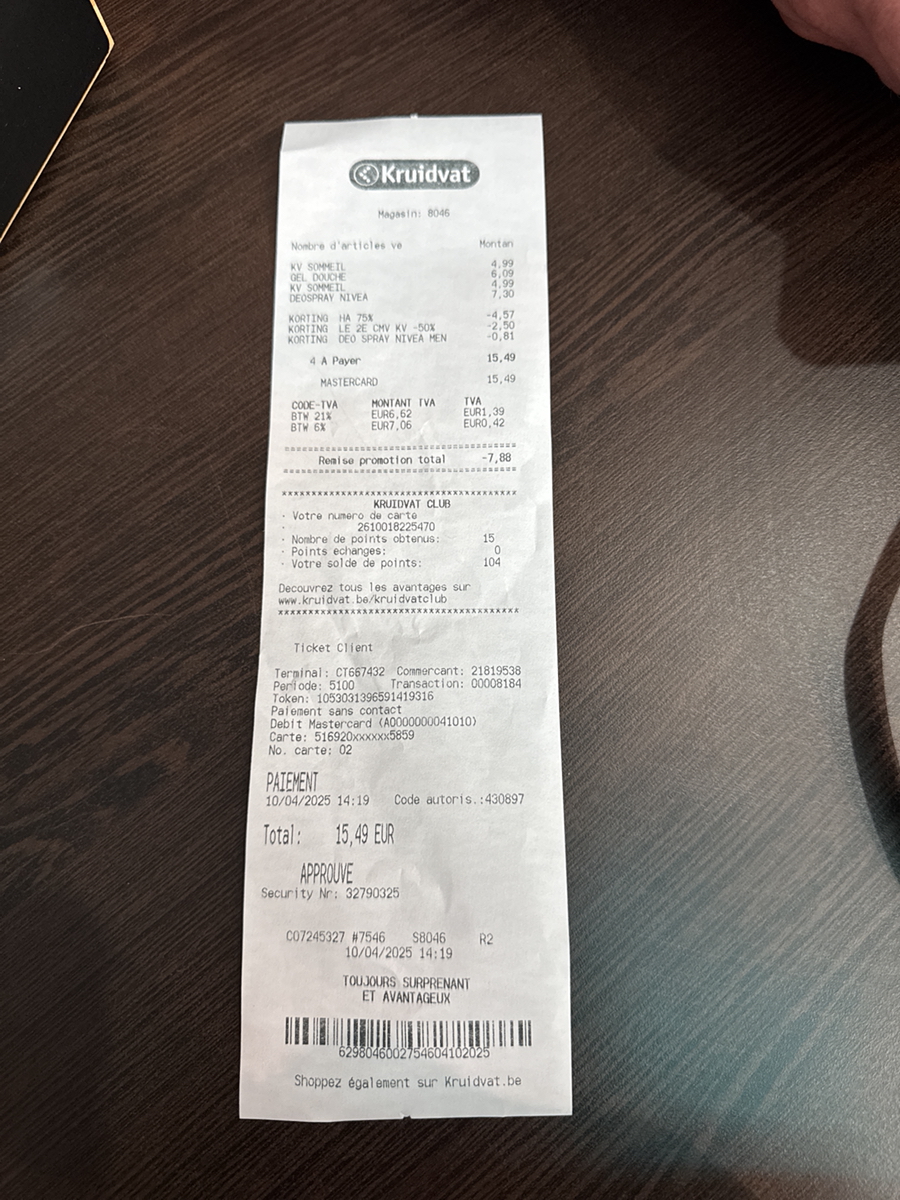 Kruidvat
Magasin: 8046
Nombre d'articles ve Montan
KV SOMMEIL 4,99
GEL DOUCHE 6,09
KV SOMMEIL 4,99
DEOSPRAY NIVEA 7,30
KORTING HA 75% -4,57
KORTING LE 2E CMV KV -50% -2,50
KORTING DEO SPRAY NIVEA MEN -0,81
4 A Payer 15,49
MASTERCARD 15,49
CODE-TVA MONTANT TVA TVA
BTW 21% EUR6,62 EUR1,39
BTW 6% EUR7,06 EUR0,42
Remise promotion total -7,88
KRUIDVAT CLUB
· Votre numero de carte
· 2610018225470
· Nombre de points obtenus: 15
· Points echanges: 0
· Votre solde de points: 104
Decouvrez tous les avantages sur
www.kruidvat.be/kruidvatclub
Ticket Client
Terminal: CT667432 Commercant: 21819538
Periode: 5100 Transaction: 00008184
Token: 1053031396591419316
Paiement sans contact
Debit Mastercard (A0000000041010)
Carte: 516920xxxxxx5859
No. carte: 02
PAIEMENT
10/04/2025 14:19 Code autoris.:430897
Total: 15,49 EUR
APPROUVE
Security Nr: 32790325
C07245327 #7546 S8046 R2
10/04/2025 14:19
TOUJOURS SURPRENANT
ET AVANTAGEUX
6298046002754604102025
Shoppez également sur Kruidvat.be